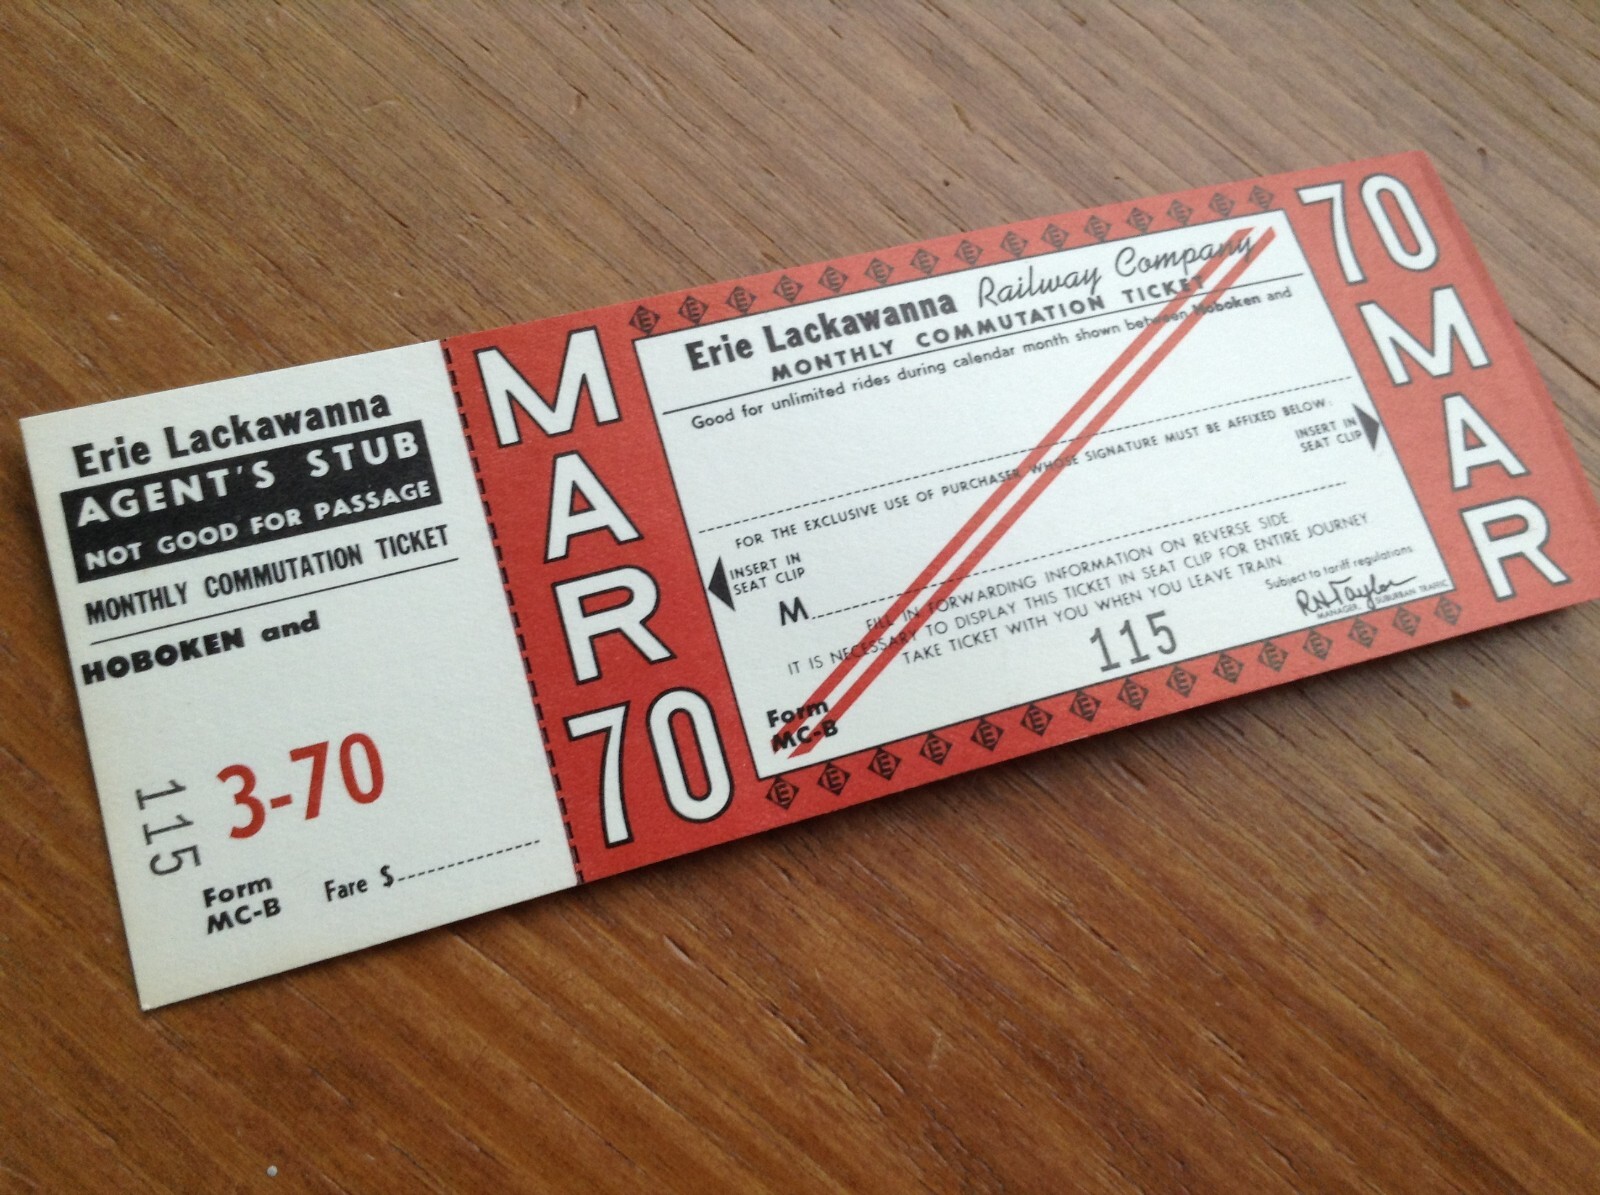 Erie Lackawanna
AGENT'S STUB
NOT GOOD FOR PASSAGE
MONTHLY COMMUTATION TICKET
HOBOKEN and
3-70
115
Form
MC-B
Fare $
MAR
70
Erie Lackawanna Railway Company
MONTHLY COMMUTATION TICKET
Good for unlimited rides during calendar month shown between Hoboken and
FOR THE EXCLUSIVE USE OF PURCHASER WHOSE SIGNATURE MUST BE AFFIXED BELOW:
INSERT IN
SEAT CLIP
INSERT IN
SEAT CLIP
M
FILL IN FORWARDING INFORMATION ON REVERSE SIDE.
IT IS NECESSARY TO DISPLAY THIS TICKET IN SEAT CLIP FOR ENTIRE JOURNEY
TAKE TICKET WITH YOU WHEN YOU LEAVE TRAIN.
Subject to tariff regulations
RH Taylor
MANAGER, SUBURBAN TRAFFIC
115
Form
MC-B
70
MAR